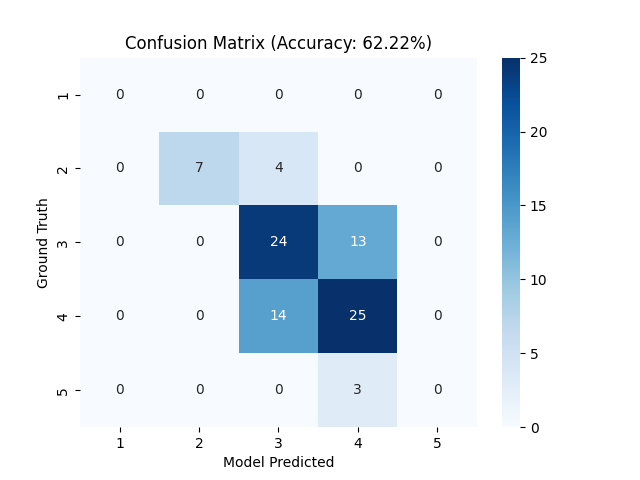 Confusion Matrix (Accuracy: 62.22%)
Ground Truth
1 0 0 0 0 0
2 0 7 4 0 0
3 0 0 24 13 0
4 0 0 14 25 0
5 0 0 0 3 0
1 2 3 4 5
Model Predicted
25
20
15
10
5
0